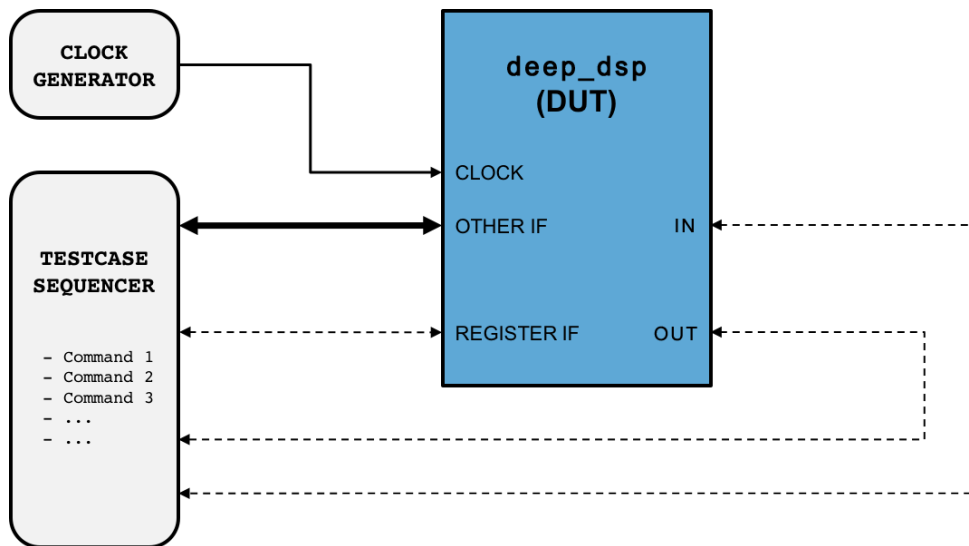 CLOCK
GENERATOR
deep_dsp
(DUT)
CLOCK
OTHER IF
IN
REGISTER IF
OUT
TESTCASE
SEQUENCER
- Command 1
- Command 2
- Command 3
- ...
- ...